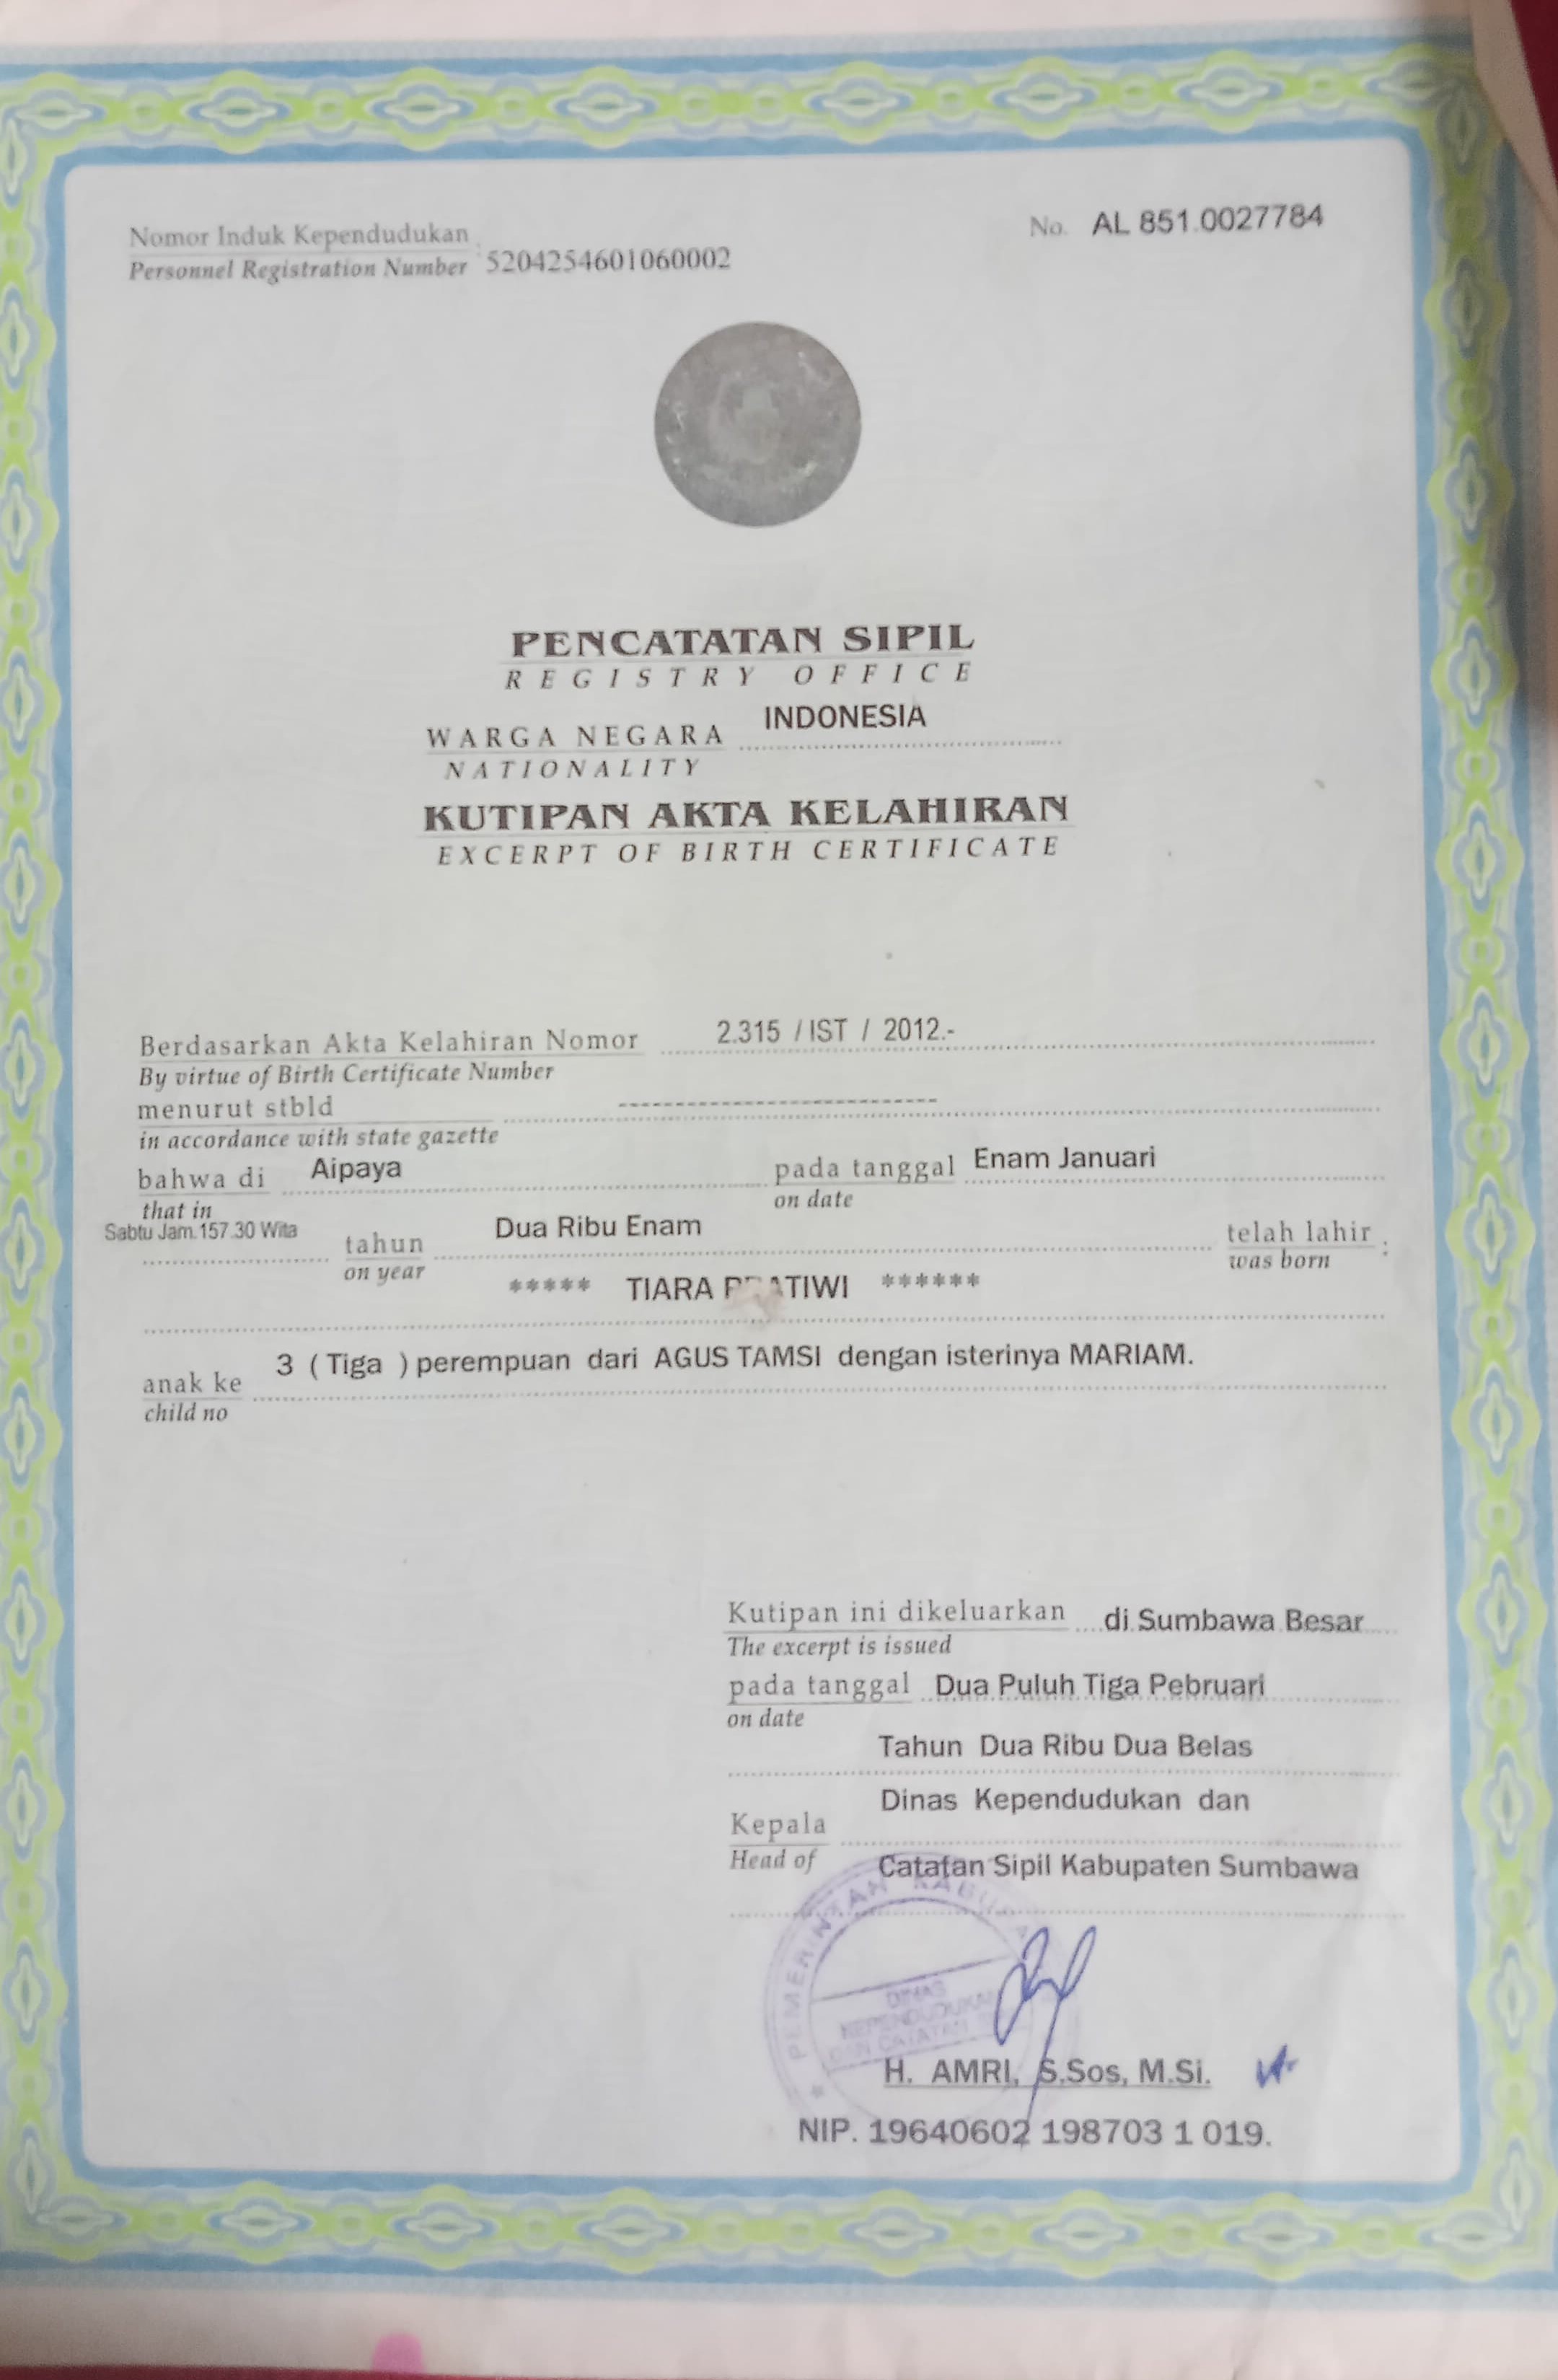 Nomor Induk Kependudukan
Personnel Registration Number : 5204254601060002
No. AL 851.0027784
PENCATATAN SIPIL
REGISTRY OFFICE
WARGA NEGARA INDONESIA
NATIONALITY
KUTIPAN AKTA KELAHIRAN
EXCERPT OF BIRTH CERTIFICATE
Berdasarkan Akta Kelahiran Nomor 2.315 / IST / 2012.-
By virtue of Birth Certificate Number
menurut stbld ---------------------------
in accordance with state gazette
bahwa di Aipaya pada tanggal Enam Januari
that in on date
Sabtu Jam.157.30 Wita tahun Dua Ribu Enam telah lahir :
on year was born
***** TIARA ******
anak ke 3 ( Tiga ) perempuan dari AGUS TAMSI dengan isterinya MARIAM.
child no
Kutipan ini dikeluarkan di Sumbawa Besar
The excerpt is issued
pada tanggal Dua Puluh Tiga Pebruari
on date
Tahun Dua Ribu Dua Belas
Kepala Dinas Kependudukan dan
Head of Catatan Sipil Kabupaten Sumbawa
PEMERINTAH
DINAS
KEPENDUDUKAN
DAN CATATAN
H. AMRI, S.Sos, M.Si.
NIP. 19640602 198703 1 019.